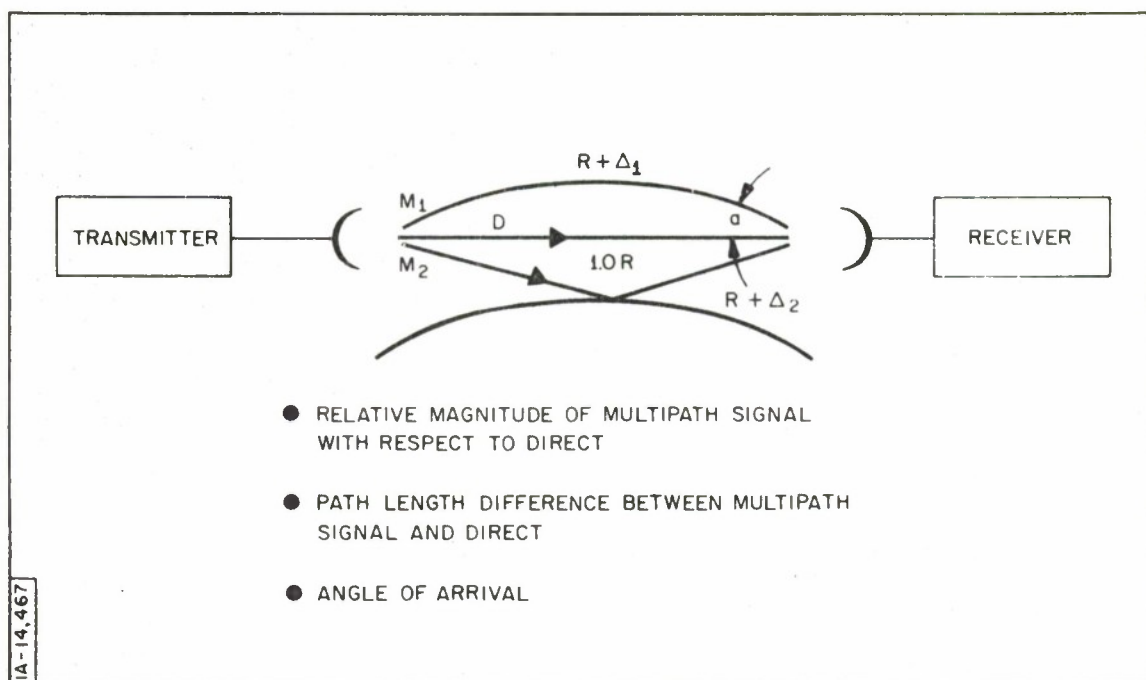 R + Δ₁
M₁
TRANSMITTER
D
a
RECEIVER
M₂
1.0 R
R + Δ₂
● RELATIVE MAGNITUDE OF MULTIPATH SIGNAL
WITH RESPECT TO DIRECT
● PATH LENGTH DIFFERENCE BETWEEN MULTIPATH
SIGNAL AND DIRECT
● ANGLE OF ARRIVAL
IA-14,467